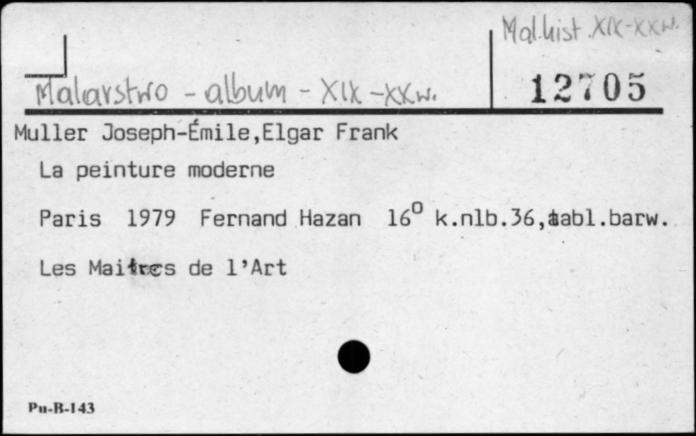 Mal.hist. XIX-XXw.
Malarstwo - album - XIX - XXw.
12705
Muller Joseph-Émile,Elgar Frank
La peinture moderne
Paris 1979 Fernand Hazan 16° k.nlb.36,tabl.barw.
Les Maitres de l'Art
Pu-B-143